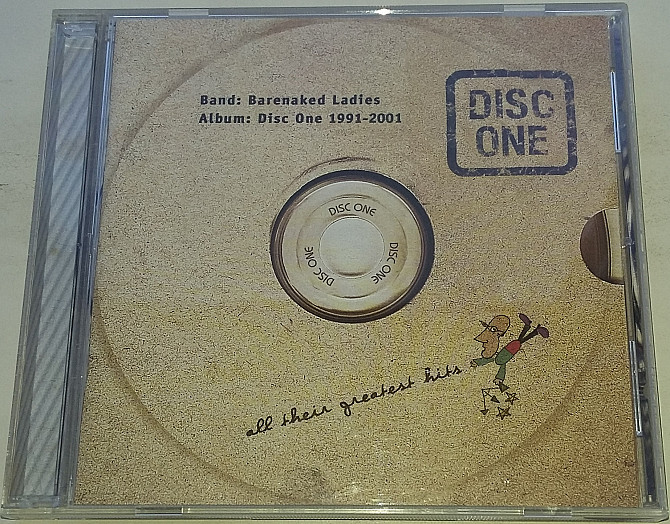 Band: Barenaked Ladies
Album: Disc One 1991-2001
DISC
ONE
DISC ONE
DISC ONE
DISC ONE
all their greatest hits